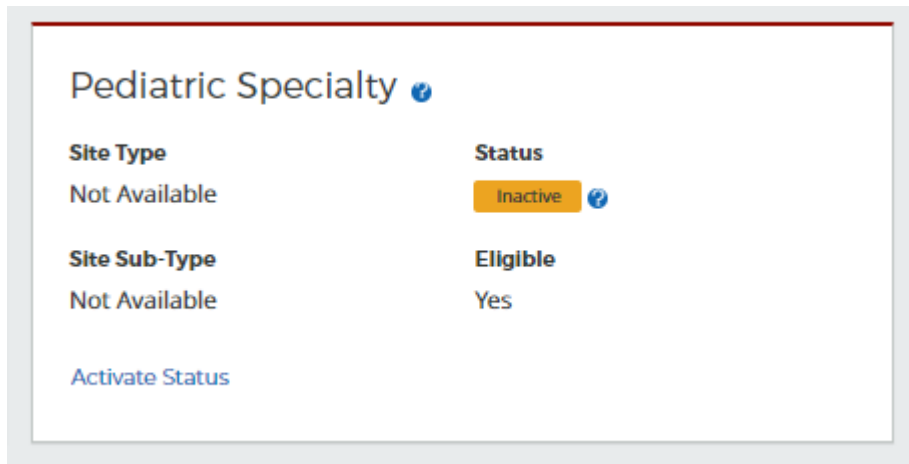 Pediatric Specialty ?
Site Type
Not Available
Status
Inactive ?
Site Sub-Type
Not Available
Eligible
Yes
Activate Status